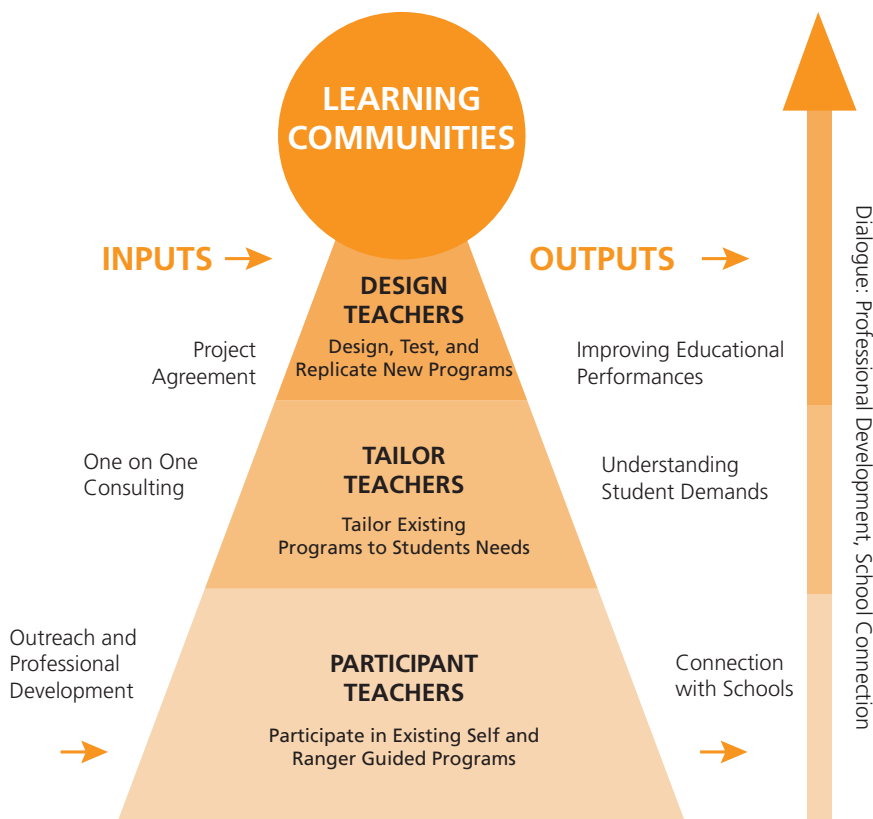 LEARNING
COMMUNITIES
INPUTS
OUTPUTS
DESIGN
TEACHERS
Design, Test, and
Replicate New Programs
Project
Agreement
Improving Educational
Performances
TAILOR
TEACHERS
Tailor Existing
Programs to Students Needs
One on One
Consulting
Understanding
Student Demands
PARTICIPANT
TEACHERS
Participate in Existing Self and
Ranger Guided Programs
Outreach and
Professional
Development
Connection
with Schools
Dialogue: Professional Development, School Connection